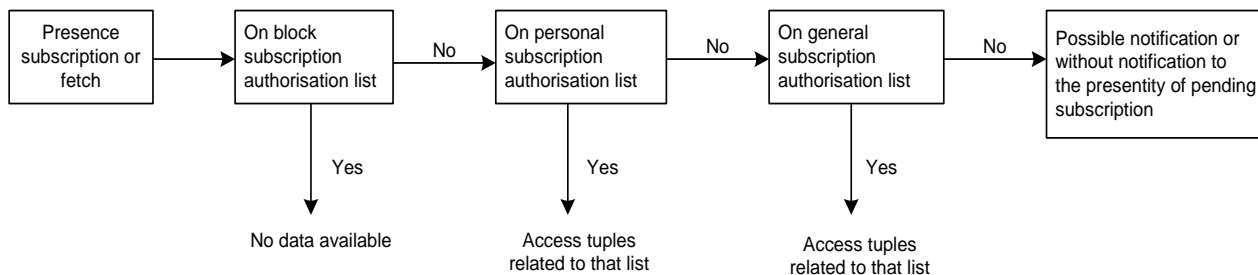 Presence
subscription or
fetch
On block
subscription
authorisation list
No
On personal
subscription
authorisation list
No
On general
subscription
authorisation list
No
Possible notification or
without notification to
the presentity of pending
subscription
Yes
Yes
Yes
No data available
Access tuples
related to that list
Access tuples
related to that list